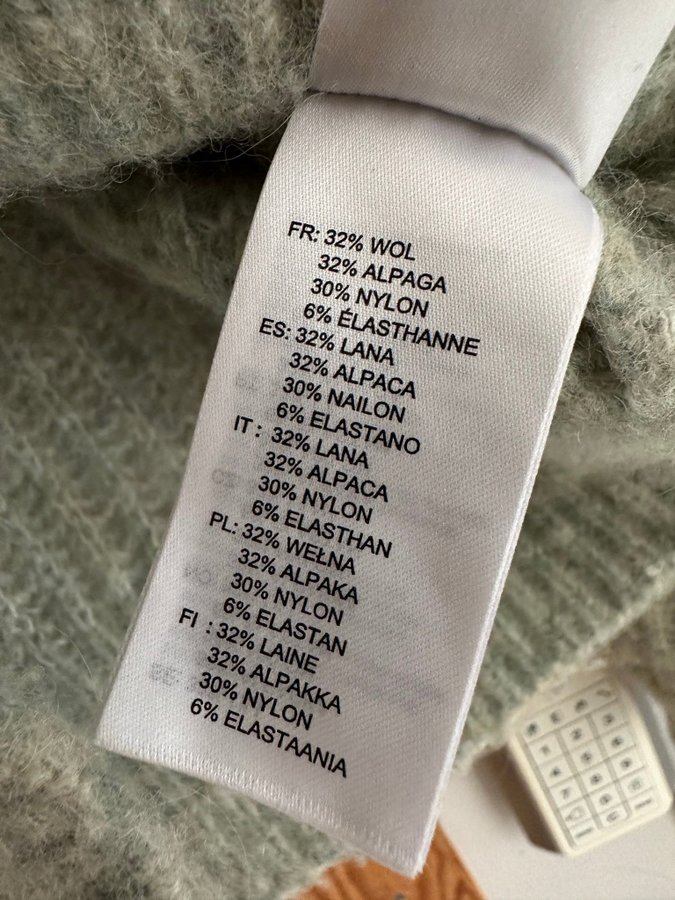 FR: 32% WOL
32% ALPAGA
30% NYLON
6% ÉLASTHANNE
ES: 32% LANA
32% ALPACA
30% NAILON
6% ELASTANO
IT : 32% LANA
32% ALPACA
30% NYLON
6% ELASTHAN
PL: 32% WEŁNA
32% ALPAKA
30% NYLON
6% ELASTAN
FI : 32% LAINE
32% ALPAKKA
30% NYLON
6% ELASTAANIA